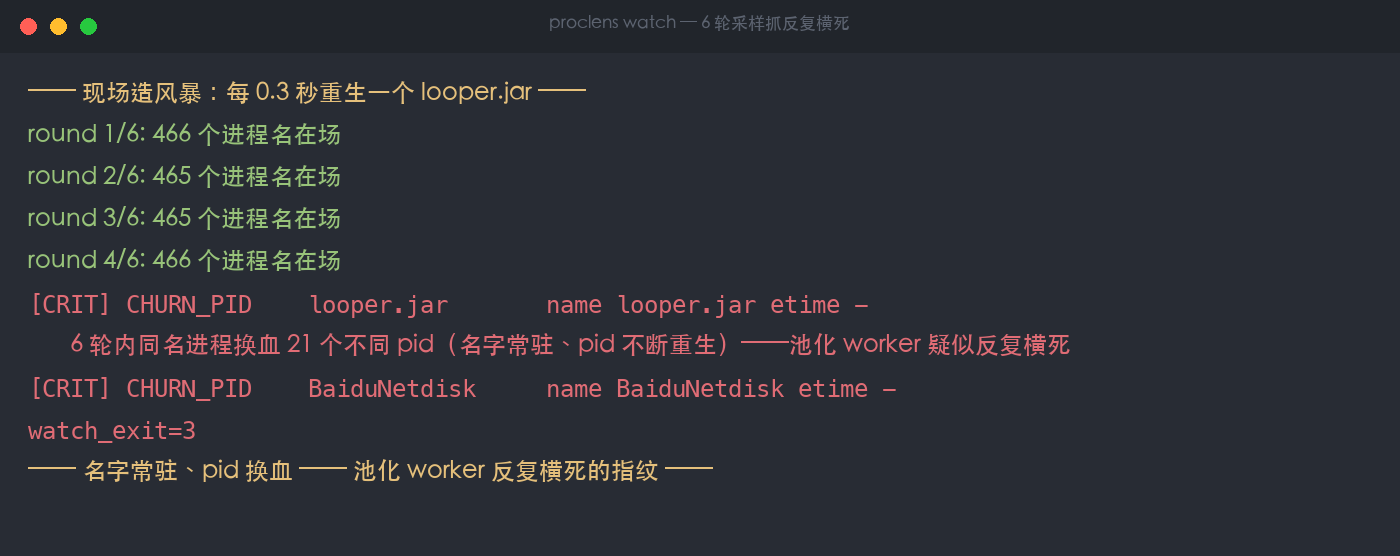 proclens watch — 6 轮采样抓反复横死
—— 现场造风暴：每 0.3 秒重生一个 looper.jar ——
round 1/6: 466 个进程名在场
round 2/6: 465 个进程名在场
round 3/6: 465 个进程名在场
round 4/6: 466 个进程名在场
[CRIT] CHURN_PID    looper.jar       name looper.jar etime —
6 轮内同名进程换血 21 个不同 pid（名字常驻、pid 不断重生）——池化 worker 疑似反复横死
[CRIT] CHURN_PID    BaiduNetdisk     name BaiduNetdisk etime —
watch_exit=3
—— 名字常驻、pid 换血 —— 池化 worker 反复横死的指纹 ——